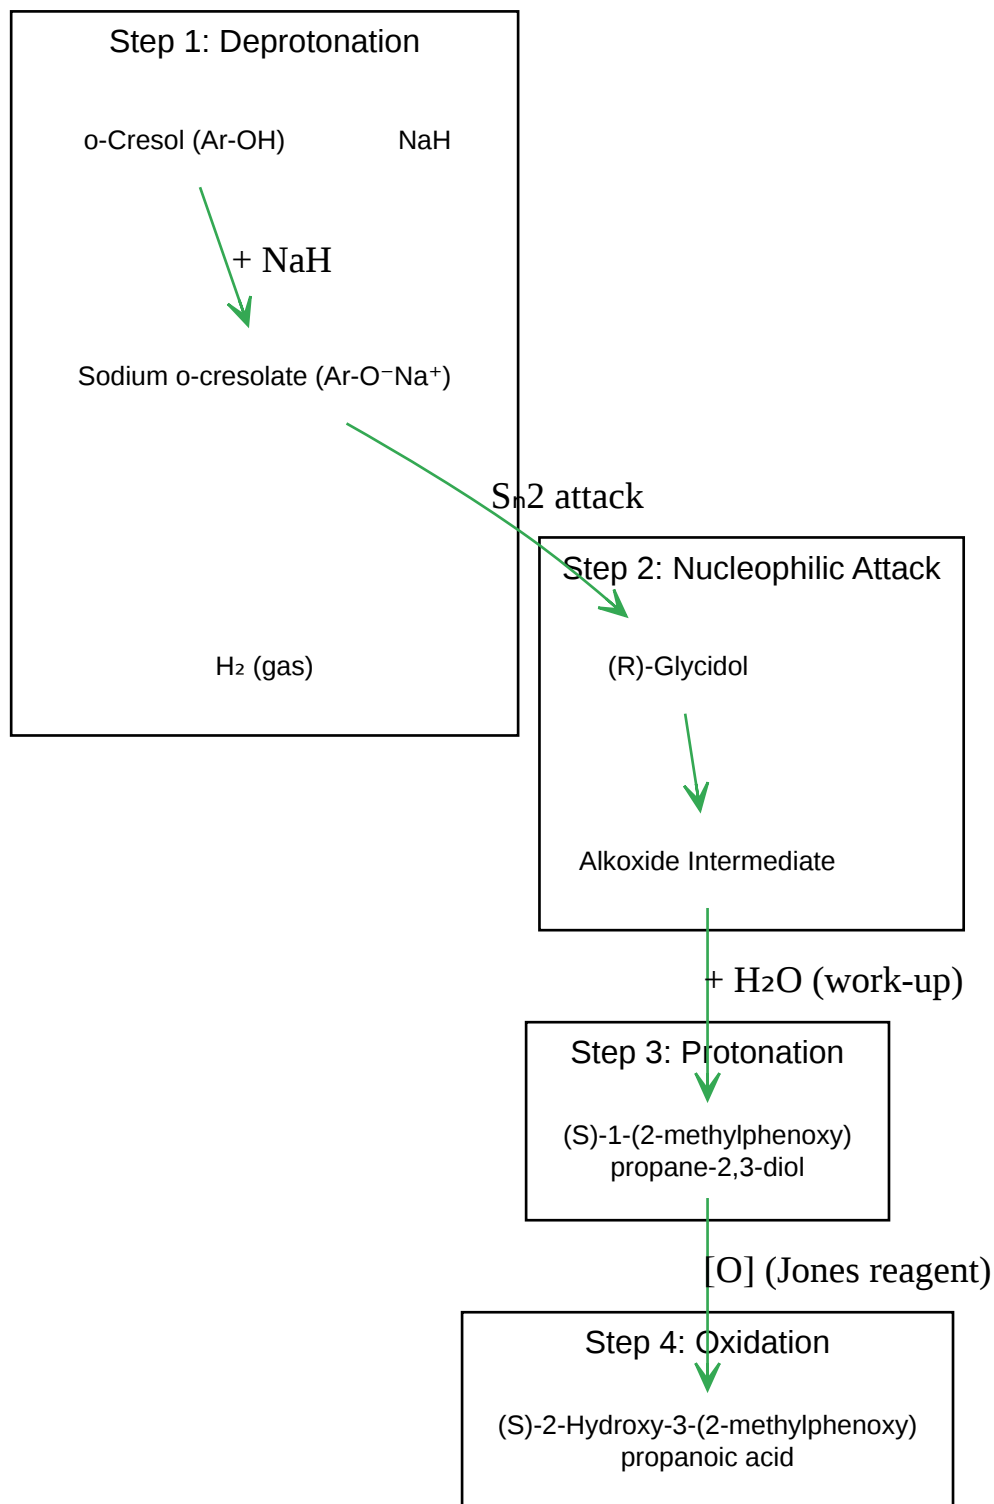 Step 1: Deprotonation
o-Cresol (Ar-OH)
NaH
+ NaH
Sodium o-cresolate (Ar-O⁻Na⁺)
Sₙ2 attack
Step 2: Nucleophilic Attack
H₂ (gas)
(R)-Glycidol
Alkoxide Intermediate
+ H₂O (work-up)
Step 3: Protonation
(S)-1-(2-methylphenoxy)
propane-2,3-diol
[O] (Jones reagent)
Step 4: Oxidation
(S)-2-Hydroxy-3-(2-methylphenoxy)
propanoic acid